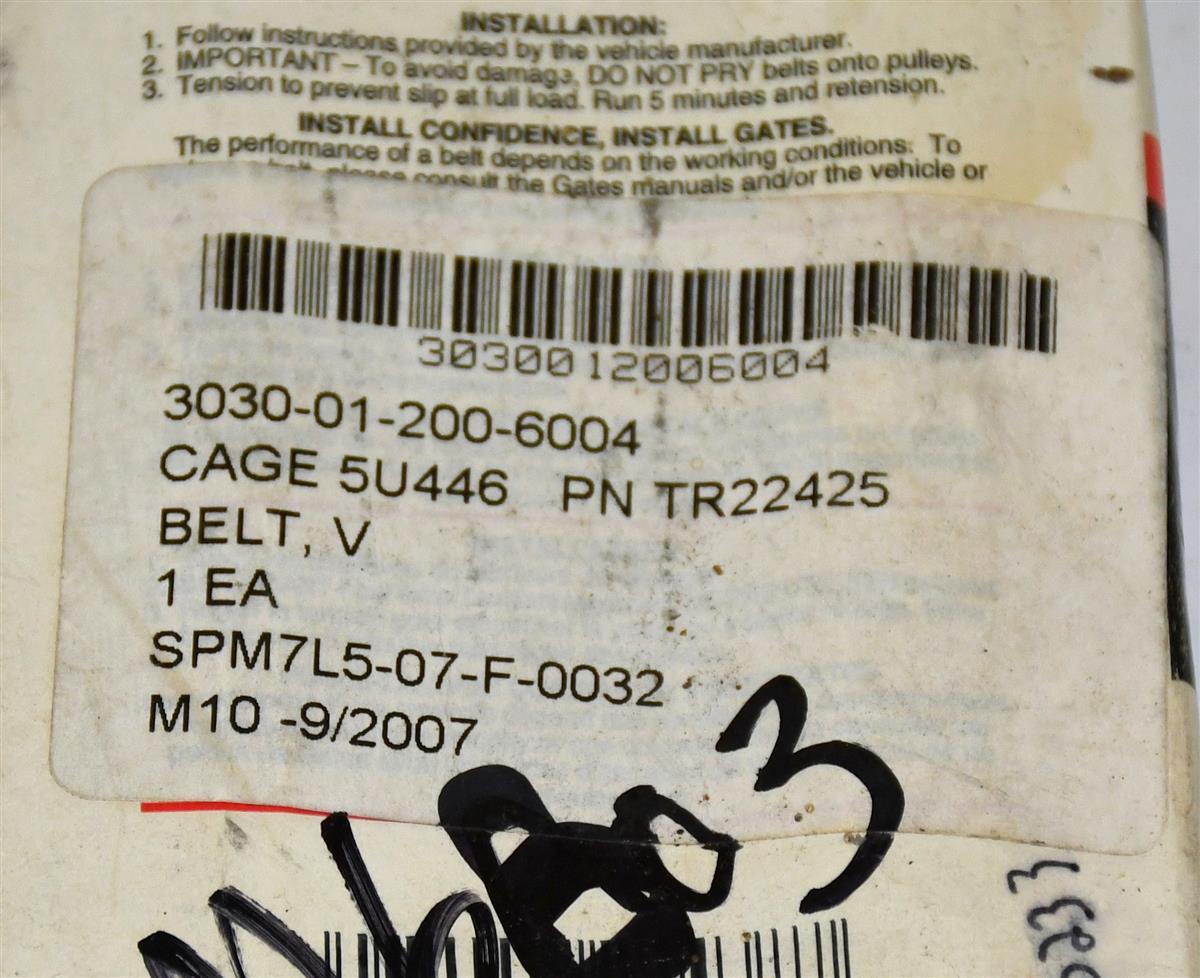 INSTALLATION:
1. Follow instructions provided by the vehicle manufacturer.
2. IMPORTANT – To avoid damage, DO NOT PRY belts onto pulleys.
3. Tension to prevent slip at full load. Run 5 minutes and retension.
INSTALL CONFIDENCE, INSTALL GATES.
The performance of a belt depends on the working conditions: To
please consult the Gates manuals and/or the vehicle or
3030012006004
3030-01-200-6004
CAGE 5U446 PN TR22425
BELT, V
1 EA
SPM7L5-07-F-0032
M10 -9/2007
3